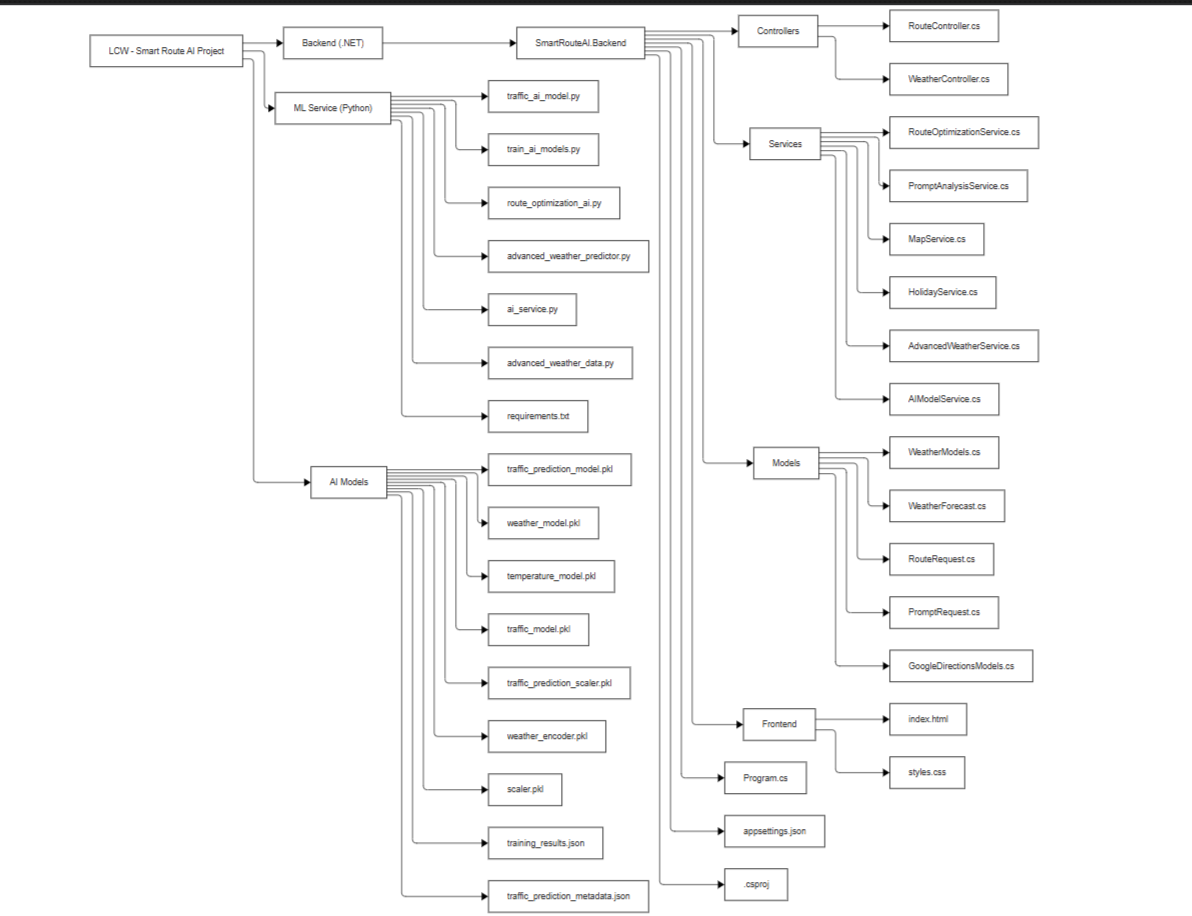 LCW - Smart Route AI Project
Backend (.NET)
SmartRouteAI.Backend
Controllers
RouteController.cs
WeatherController.cs
Services
RouteOptimizationService.cs
PromptAnalysisService.cs
MapService.cs
HolidayService.cs
AdvancedWeatherService.cs
AIModelService.cs
Models
WeatherModels.cs
WeatherForecast.cs
RouteRequest.cs
PromptRequest.cs
GoogleDirectionsModels.cs
Frontend
index.html
styles.css
Program.cs
appsettings.json
.csproj
ML Service (Python)
traffic_ai_model.py
train_ai_models.py
route_optimization_ai.py
advanced_weather_predictor.py
ai_service.py
advanced_weather_data.py
requirements.txt
AI Models
traffic_prediction_model.pkl
weather_model.pkl
temperature_model.pkl
traffic_model.pkl
traffic_prediction_scaler.pkl
weather_encoder.pkl
scaler.pkl
training_results.json
traffic_prediction_metadata.json